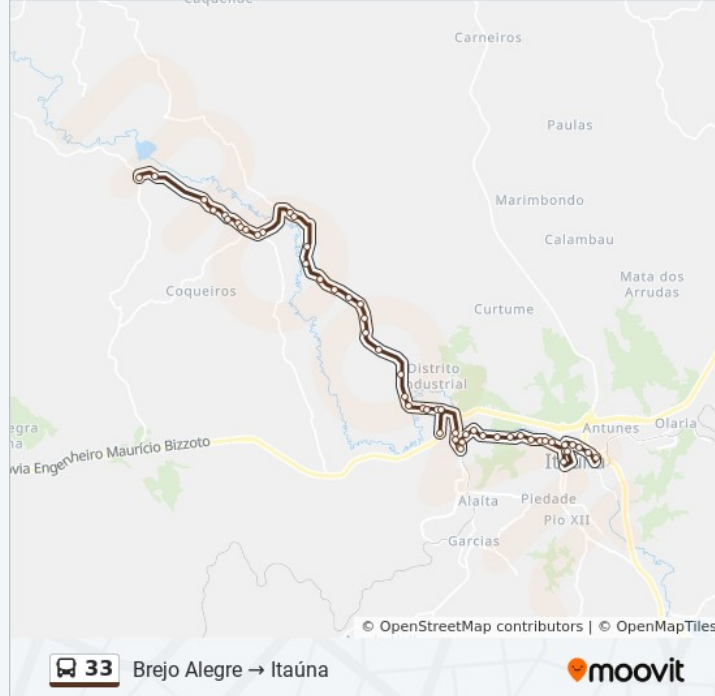 Carneiros
Paulas
Marimbondo
Calambau
Mata dos
Arrudas
Coqueiros
Curtume
Distrito
Industrial
Antunes
Olaria
via Engenheiro Maurício Bizzoto
Alaíta
Piedade
Pio XII
Garcias
© OpenStreetMap contributors | © OpenMapTiles
33
Brejo Alegre → Itaúna
moovit